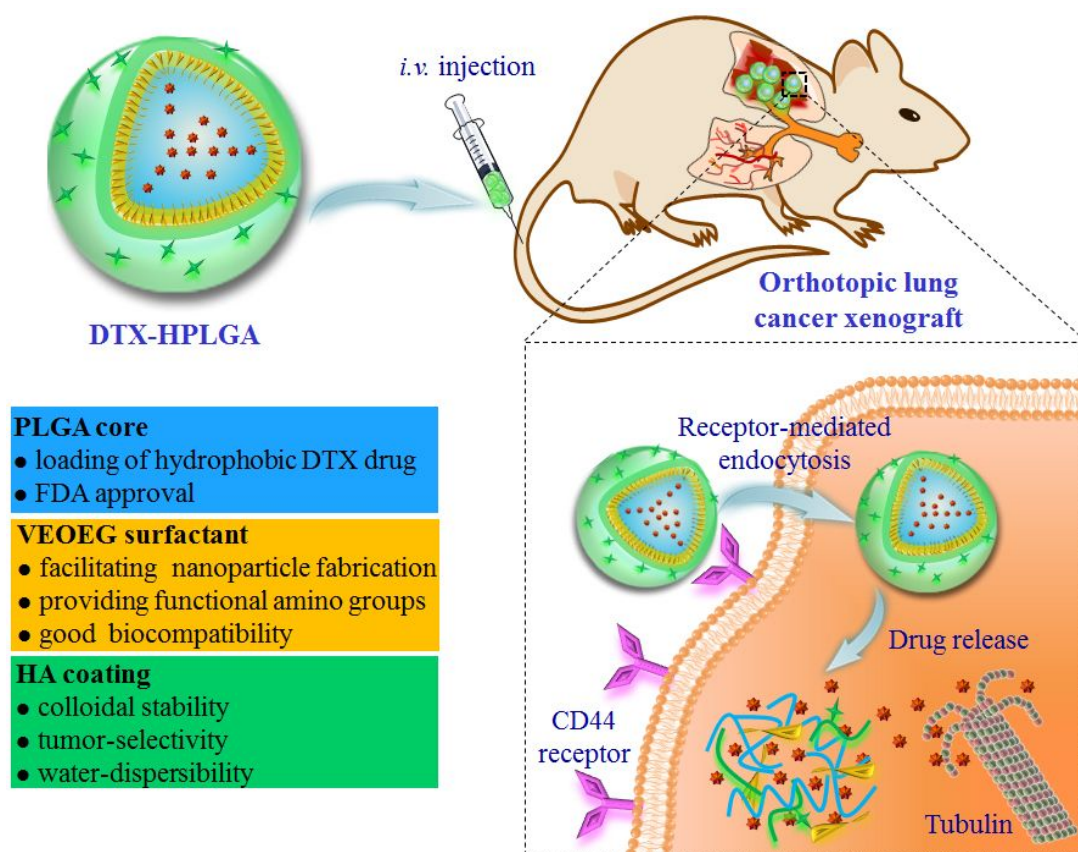 i.v. injection
DTX-HPLGA
Orthotopic lung
cancer xenograft
PLGA core
● loading of hydrophobic DTX drug
● FDA approval
VEOEG surfactant
● facilitating nanoparticle fabrication
● providing functional amino groups
● good biocompatibility
HA coating
● colloidal stability
● tumor-selectivity
● water-dispersibility
Receptor-mediated
endocytosis
Drug release
CD44
receptor
Tubulin